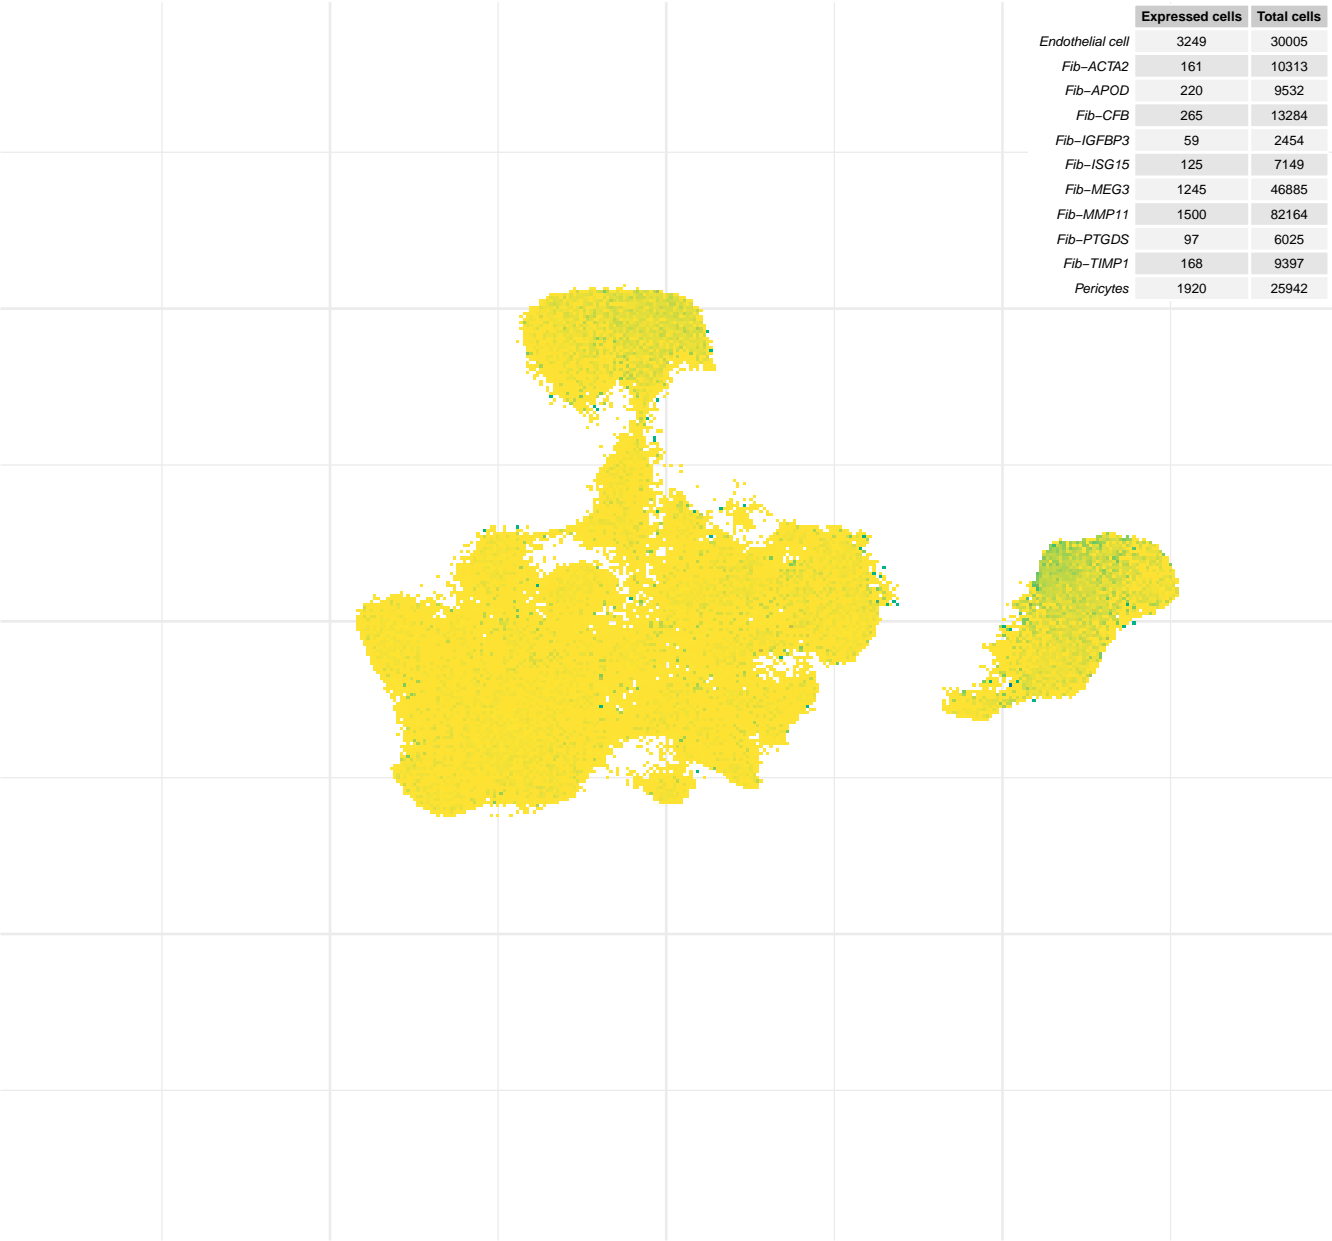 Expressed cells Total cells
Endothelial cell 3249 30005
Fib−ACTA2 161 10313
Fib−APOD 220 9532
Fib−CFB 265 13284
Fib−IGFBP3 59 2454
Fib−ISG15 125 7149
Fib−MEG3 1245 46885
Fib−MMP11 1500 82164
Fib−PTGDS 97 6025
Fib−TIMP1 168 9397
Pericytes 1920 25942